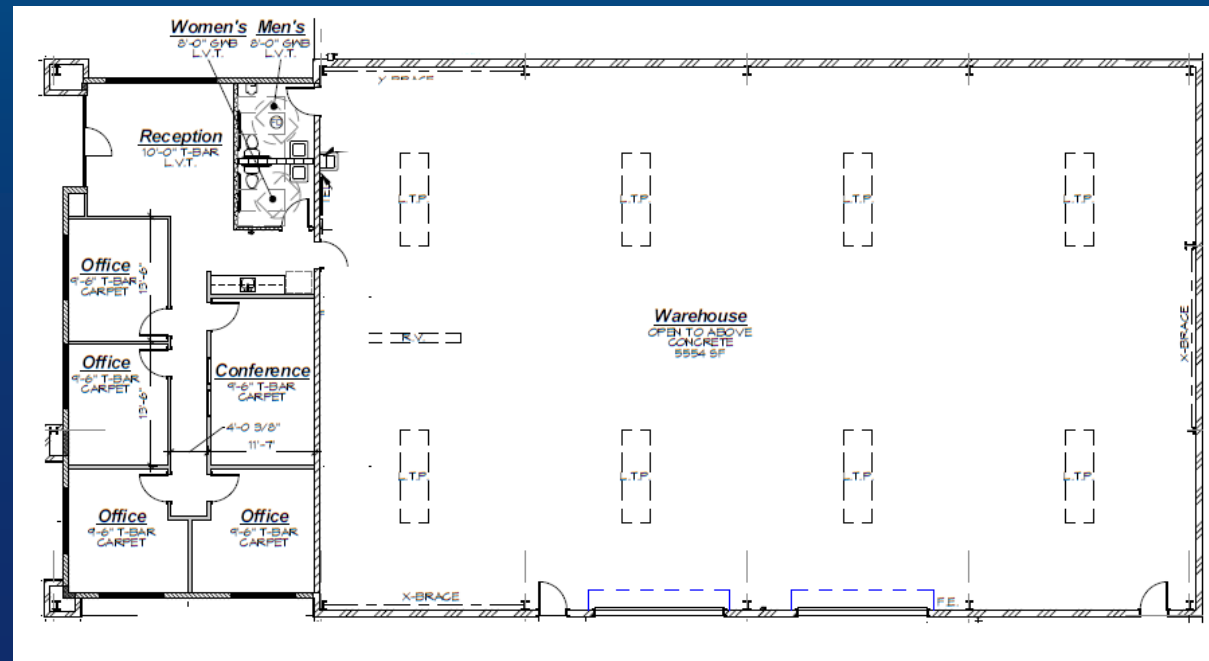 Women's Men's
8'-0" GWB 8'-0" GWB
L.V.T. L.V.T.
X-BRACE
Reception
10'-0" T-BAR
L.V.T.
L.T.P. L.T.P. L.T.P. L.T.P.
Office
9'-6" T-BAR
CARPET
13'-6"
Warehouse
OPEN TO ABOVE
CONCRETE
5554 SF
X-BRACE
R.V.
Office
9'-6" T-BAR
CARPET
13'-6"
Conference
9'-6" T-BAR
CARPET
4'-0 3/8"
11'-7"
L.T.P. L.T.P. L.T.P. L.T.P.
Office
9'-6" T-BAR
CARPET
Office
9'-6" T-BAR
CARPET
X-BRACE
F.E.